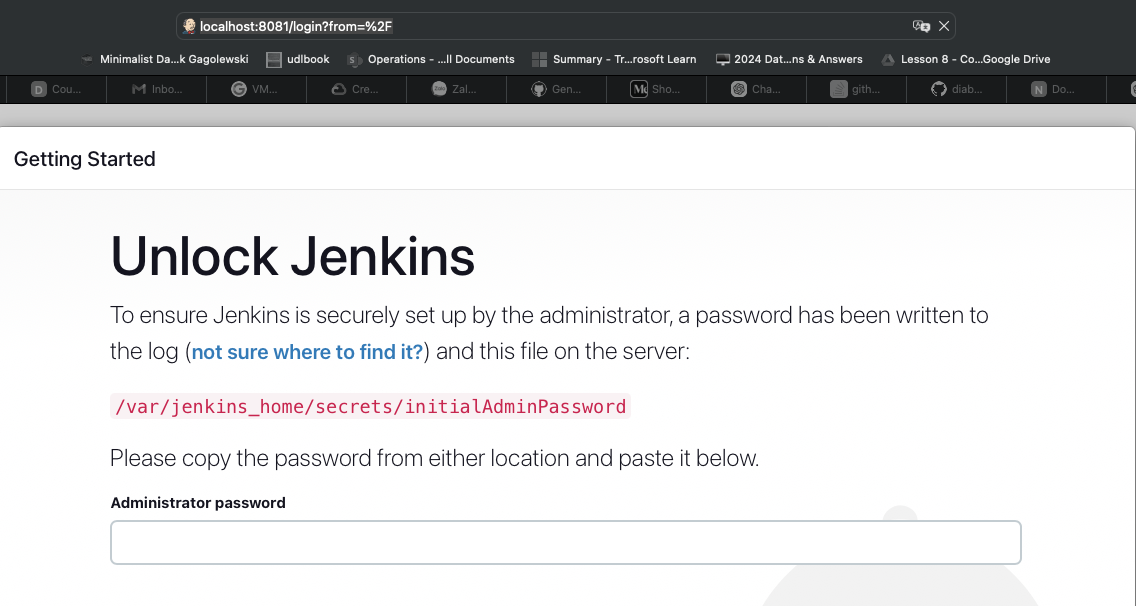 localhost:8081/login?from=%2F
Minimalist Da...k Gagolewski
udlbook
Operations - ...ll Documents
Summary - Tr...rosoft Learn
2024 Dat...ns & Answers
Lesson 8 - Co...Google Drive
D Cou...
Inbo...
VM...
Cre...
Zal...
Gen...
Sho...
Cha...
gith...
diab...
N Do...
Getting Started
Unlock Jenkins
To ensure Jenkins is securely set up by the administrator, a password has been written to
the log (not sure where to find it?) and this file on the server:
/var/jenkins_home/secrets/initialAdminPassword
Please copy the password from either location and paste it below.
Administrator password